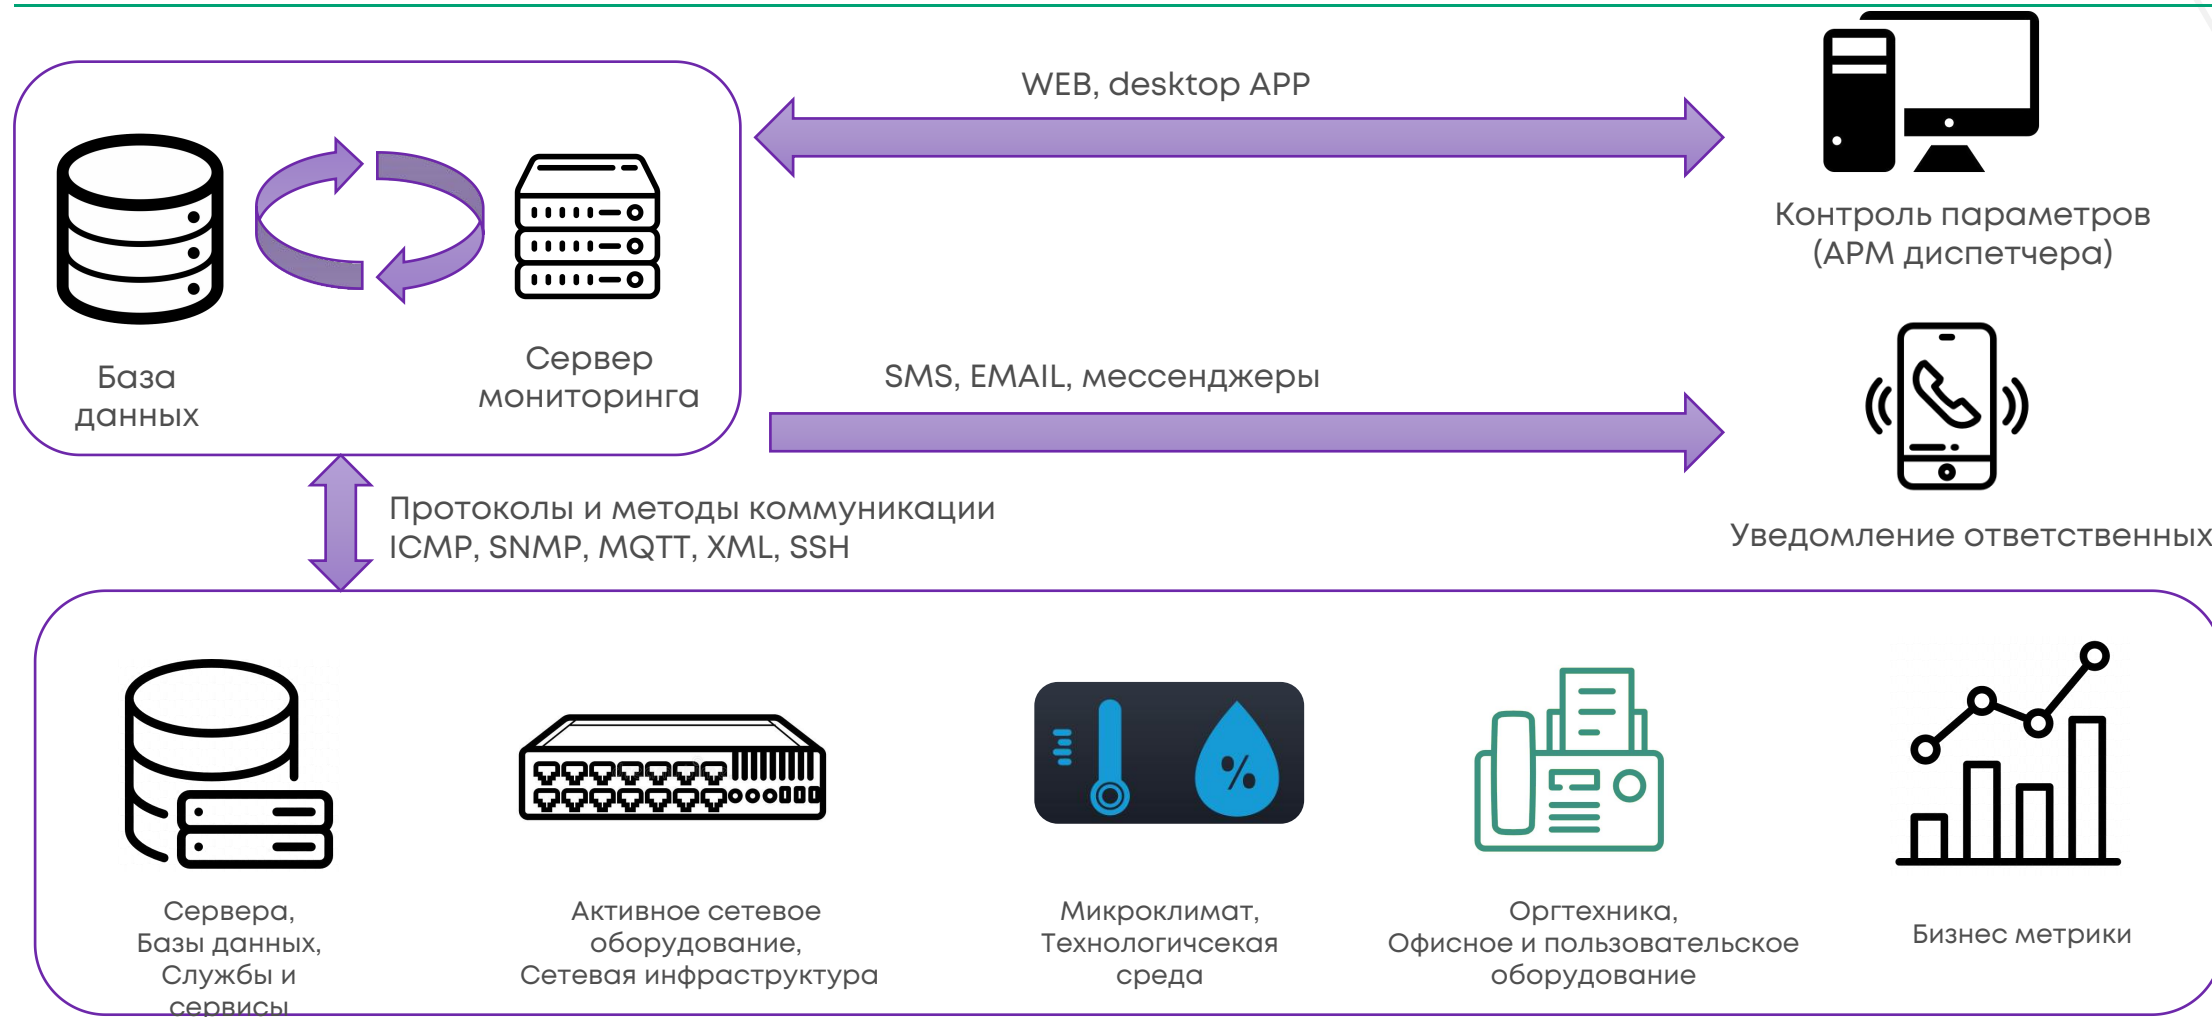 WEB, desktop APP
Контроль параметров
(АРМ диспетчера)
База
данных
Сервер
мониторинга
SMS, EMAIL, мессенджеры
Уведомление ответственных
Протоколы и методы коммуникации
ICMP, SNMP, MQTT, XML, SSH
%
Сервера,
Базы данных,
Службы и
сервисы
Активное сетевое
оборудование,
Сетевая инфраструктура
Микроклимат,
Технологичсекая
среда
Оргтехника,
Офисное и пользовательское
оборудование
Бизнес метрики